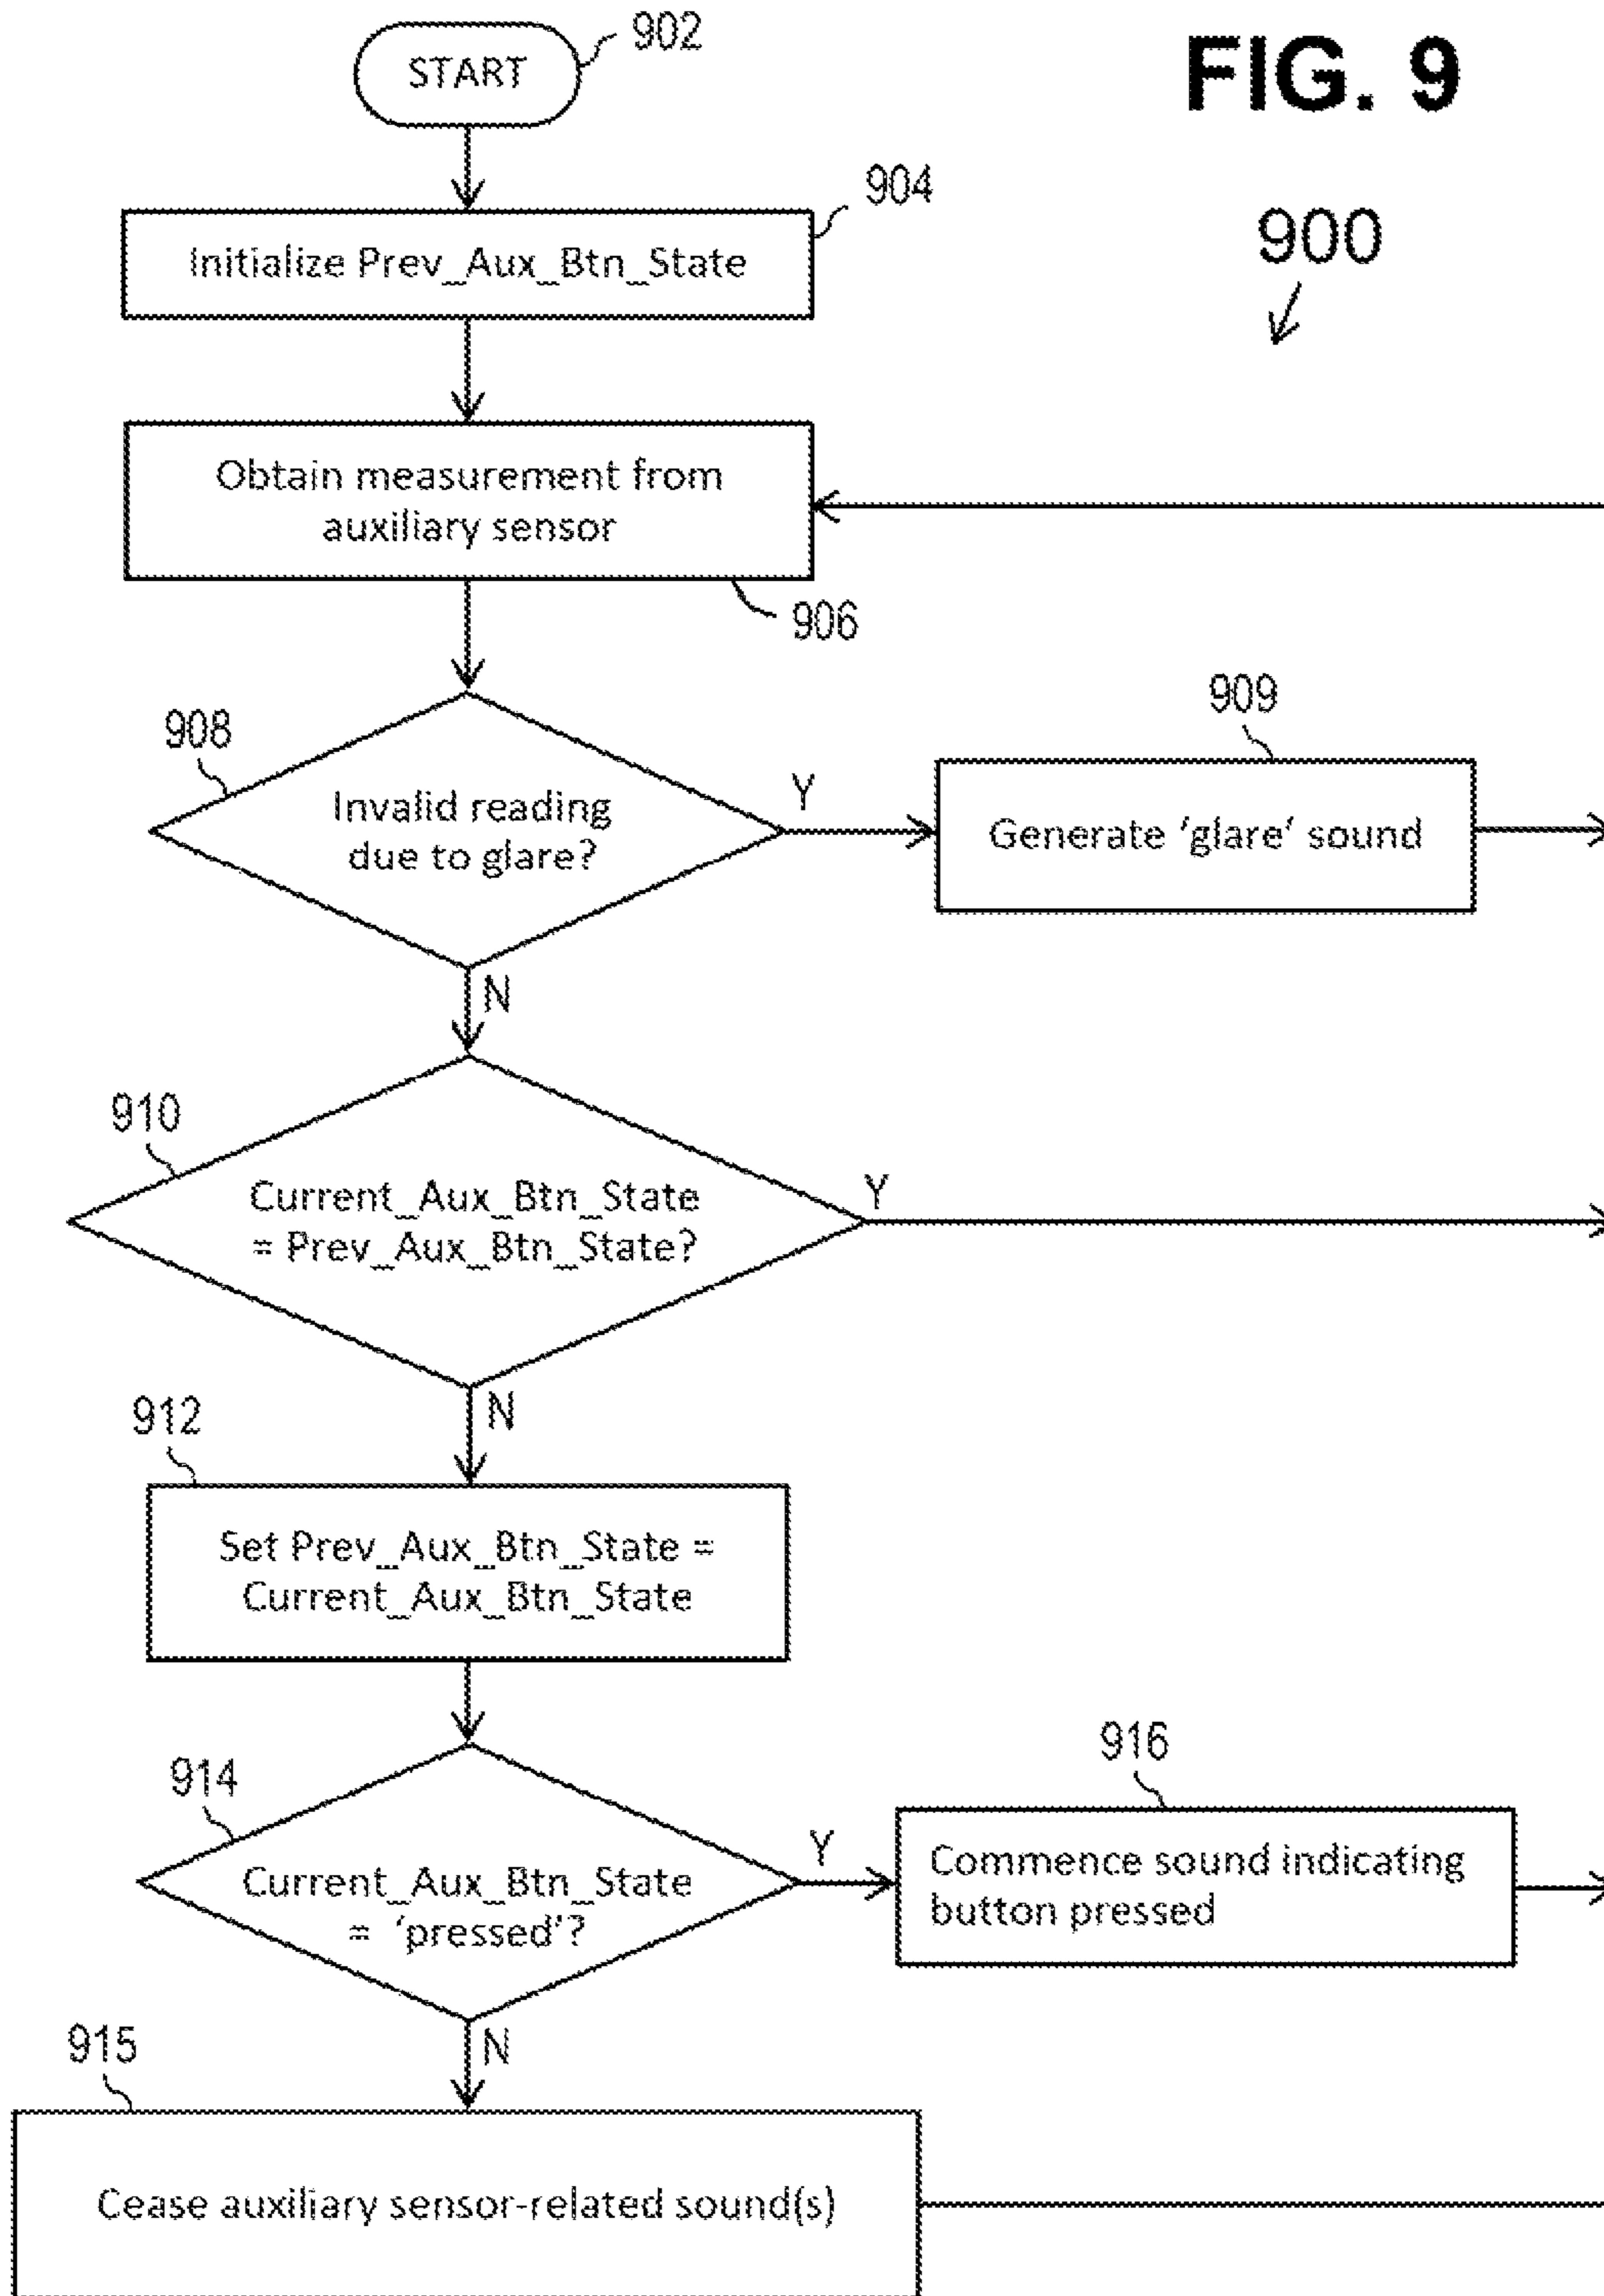 FIG. 9
900
START
902
904
Initialize Prev_Aux_Btn_State
Obtain measurement from
auxiliary sensor
906
908
Invalid reading
due to glare?
Y
909
Generate ‘glare’ sound
N
910
Current_Aux_Btn_State
= Prev_Aux_Btn_State?
Y
N
912
Set Prev_Aux_Btn_State =
Current_Aux_Btn_State
914
Current_Aux_Btn_State
= ‘pressed’?
Y
916
Commence sound indicating
button pressed
N
915
Cease auxiliary sensor-related sound(s)